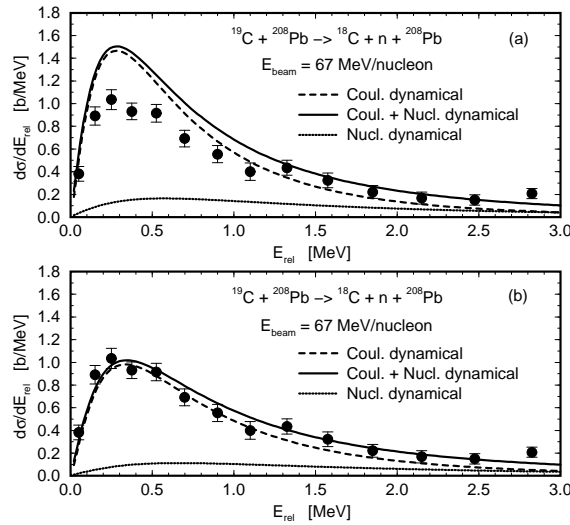 1.8
1.6
1.4
1.2
1.0
0.8
0.6
0.4
0.2
0.0
dσ/dE_rel [b/MeV]
¹⁹C + ²⁰⁸Pb –> ¹⁸C + n + ²⁰⁸Pb
(a)
E_beam = 67 MeV/nucleon
Coul. dynamical
Coul. + Nucl. dynamical
Nucl. dynamical
0.0 0.5 1.0 1.5 2.0 2.5 3.0
E_rel [MeV]
1.8
1.6
1.4
1.2
1.0
0.8
0.6
0.4
0.2
0.0
dσ/dE_rel [b/MeV]
¹⁹C + ²⁰⁸Pb –> ¹⁸C + n + ²⁰⁸Pb
(b)
E_beam = 67 MeV/nucleon
Coul. dynamical
Coul. + Nucl. dynamical
Nucl. dynamical
0.0 0.5 1.0 1.5 2.0 2.5 3.0
E_rel [MeV]